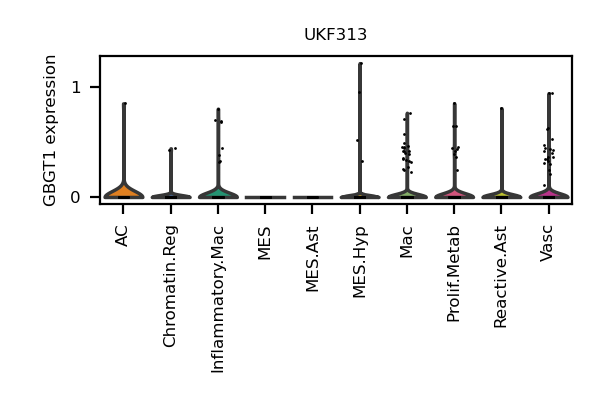 UKF313
GBGT1 expression
1
0
AC
Chromatin.Reg
Inflammatory.Mac
MES
MES.Ast
MES.Hyp
Mac
Prolif.Metab
Reactive.Ast
Vasc